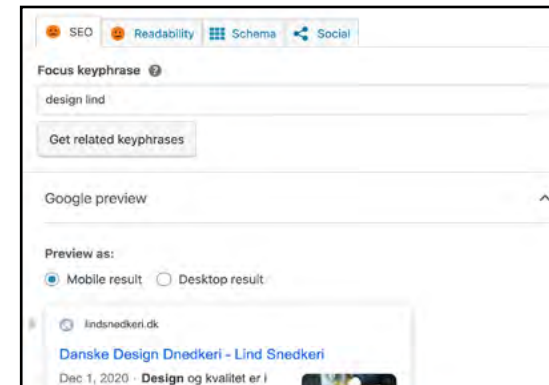 SEO Readability Schema Social
Focus keyphrase
design lind
Get related keyphrases
Google preview
Preview as:
Mobile result Desktop result
lindsnedkeri.dk
Danske Design Dnedkeri - Lind Snedkeri
Dec 1, 2020 · Design og kvalitet er i